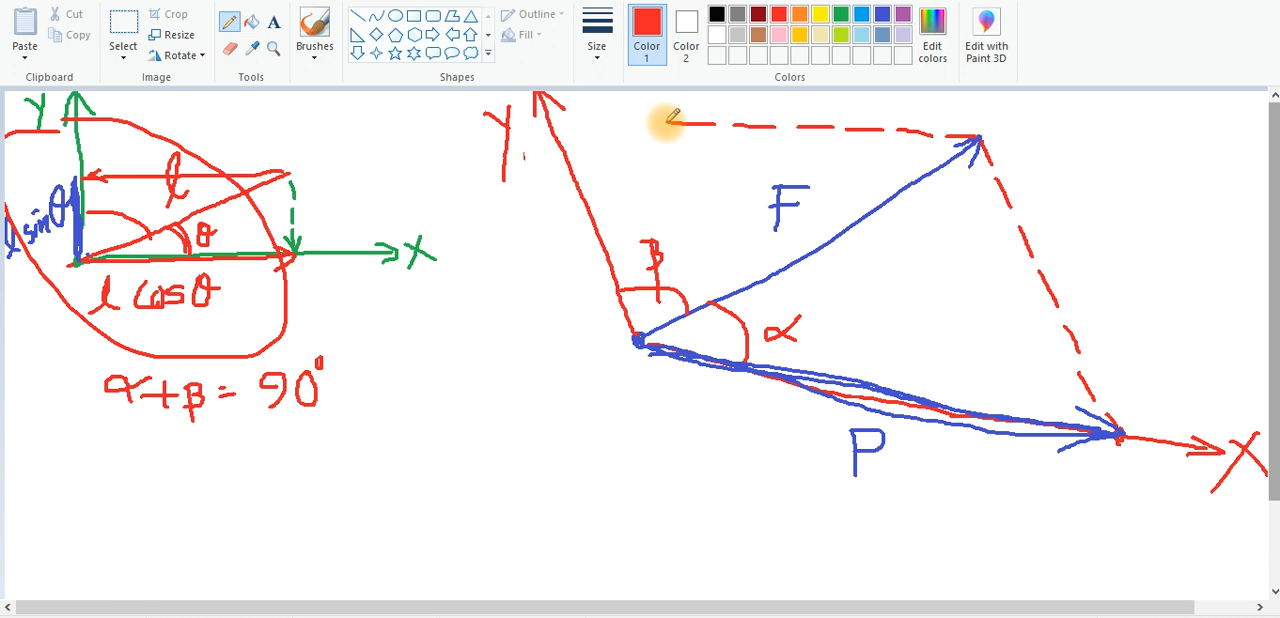 Paste
Cut
Copy
Clipboard
Select
Crop
Resize
Rotate
Image
A
Tools
Brushes
Shapes
Outline
Fill
Size
Color
1
Color
2
Edit
colors
Colors
Edit with
Paint 3D
Y
l
l sinθ
θ
X
l cosθ
α+β = 90°
Y
β
F
α
P
X